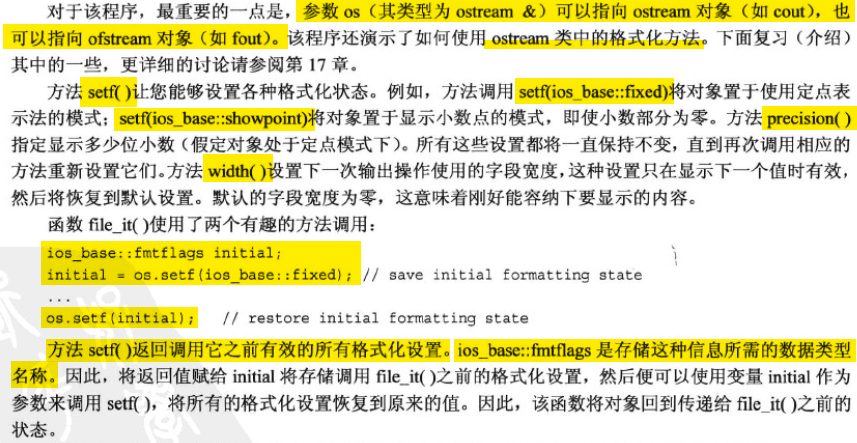 对于该程序，最重要的一点是，参数 os（其类型为 ostream &）可以指向 ostream 对象（如 cout），也
可以指向 ofstream 对象（如 fout）。该程序还演示了如何使用 ostream 类中的格式化方法。下面复习（介绍）
其中的一些，更详细的讨论请参阅第 17 章。
方法 setf( )让您能够设置各种格式化状态。例如，方法调用 setf(ios_base::fixed)将对象置于使用定点表
示法的模式；setf(ios_base::showpoint)将对象置于显示小数点的模式，即使小数部分为零。方法 precision( )
指定显示多少位小数（假定对象处于定点模式下）。所有这些设置都将一直保持不变，直到再次调用相应的
方法重新设置它们。方法 width( )设置下一次输出操作使用的字段宽度，这种设置只在显示下一个值时有效，
然后将恢复到默认设置。默认的字段宽度为零，这意味着刚好能容纳下要显示的内容。
函数 file_it( )使用了两个有趣的方法调用：
ios_base::fmtflags initial;
initial = os.setf(ios_base::fixed); // save initial formatting state
...
os.setf(initial); // restore initial formatting state
方法 setf( )返回调用它之前有效的所有格式化设置。ios_base::fmtflags 是存储这种信息所需的数据类型
名称。因此，将返回值赋给 initial 将存储调用 file_it( )之前的格式化设置，然后便可以使用变量 initial 作为
参数来调用 setf( )，将所有的格式化设置恢复到原来的值。因此，该函数将对象回到传递给 file_it( )之前的
状态。